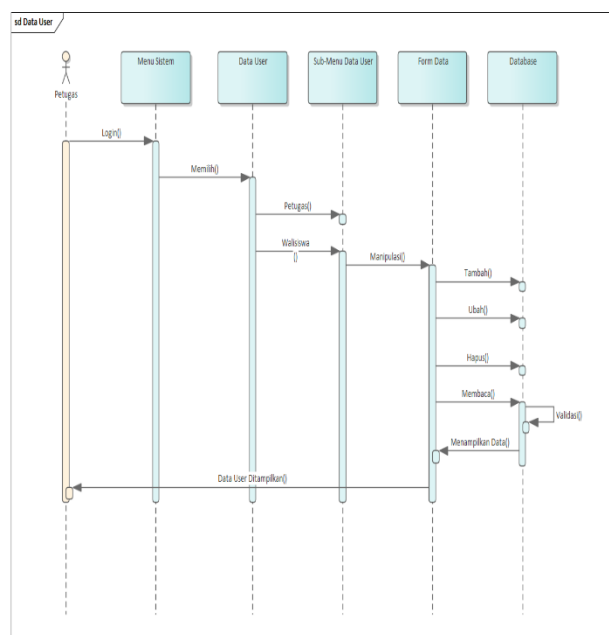 sd Data User
Petugas
Menu Sistem
Data User
Sub-Menu Data User
Form Data
Database
Login()
Memilih()
Petugas()
Walisiswa
()
Manipulasi()
Tambah()
Ubah()
Hapus()
Membaca()
Validasi()
Menampilkan Data()
Data User Ditampilkan()